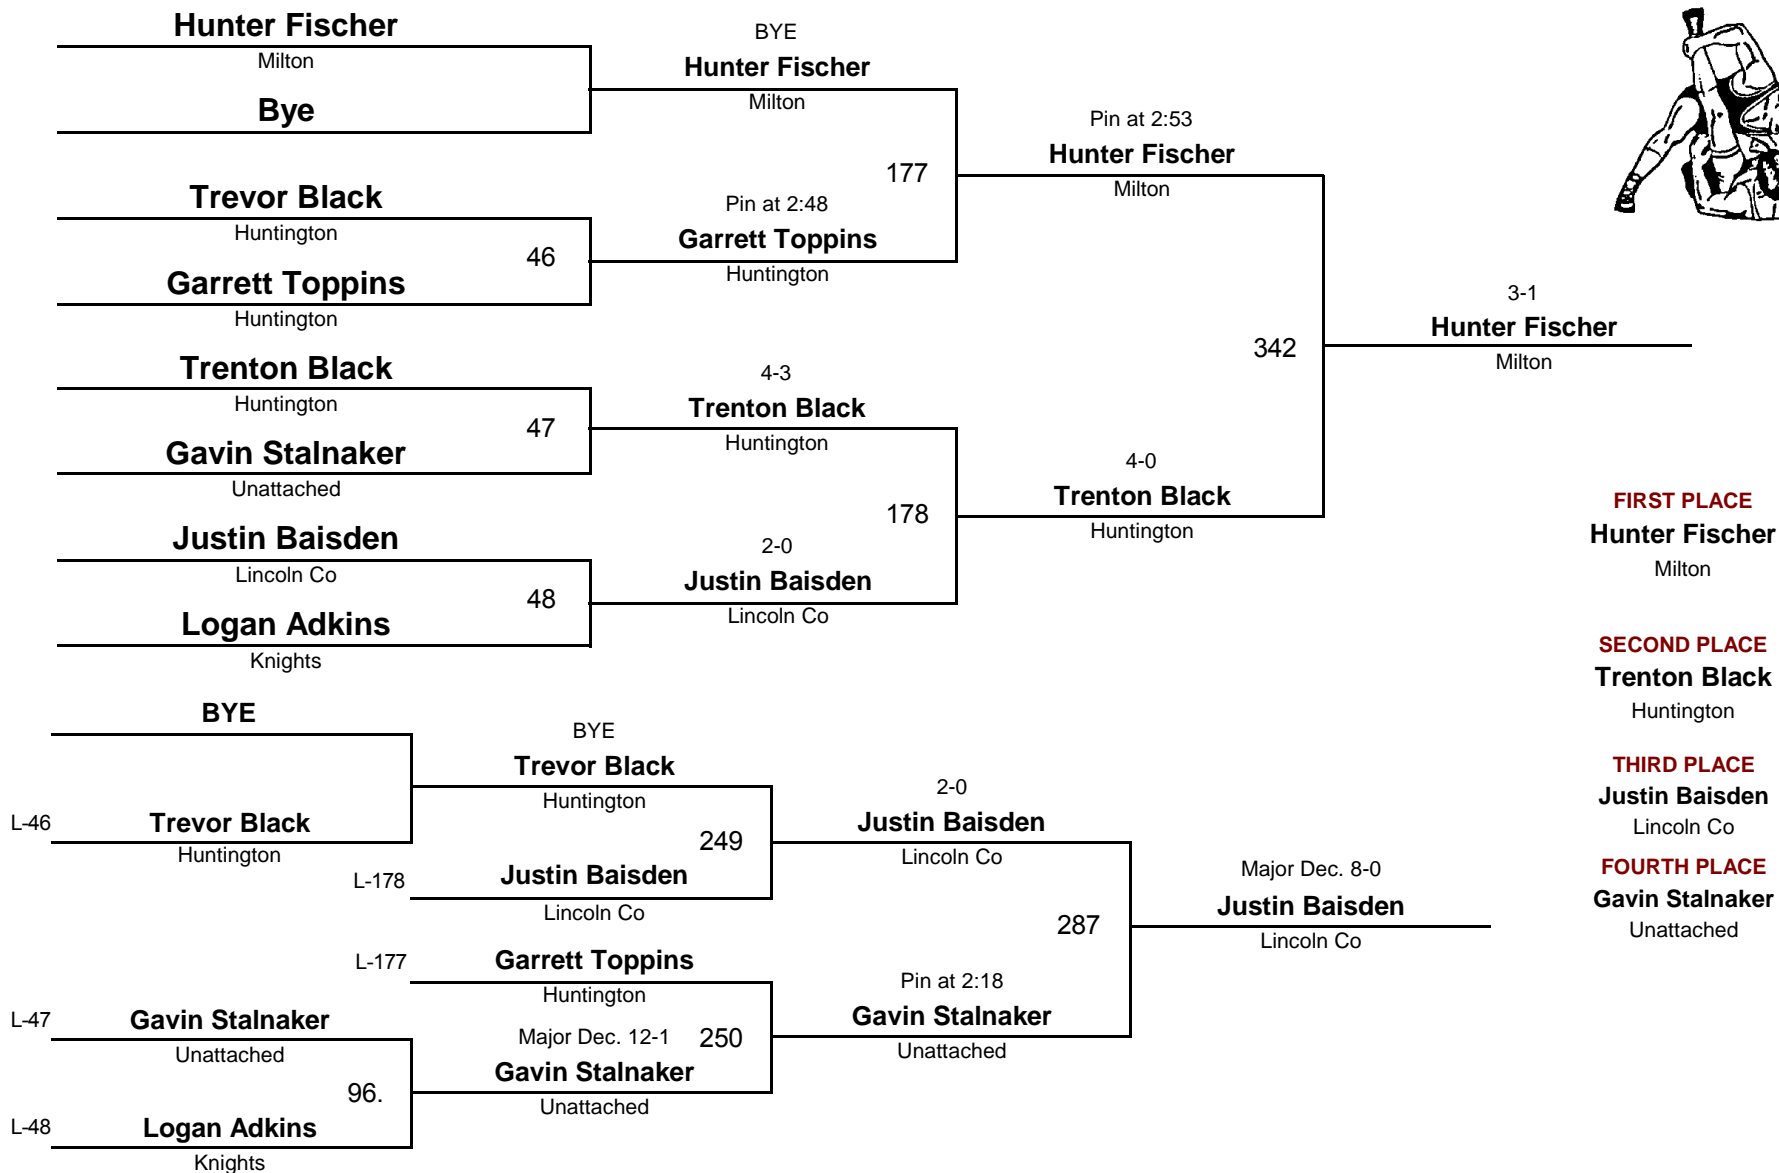 Hunter Fischer
Milton
Bye
Trevor Black
Huntington
46
Garrett Toppins
Huntington
Trenton Black
Huntington
47
Gavin Stalnaker
Unattached
Justin Baisden
Lincoln Co
48
Logan Adkins
Knights
BYE
Hunter Fischer
Milton
177
Pin at 2:48
Garrett Toppins
Huntington
4-3
Trenton Black
Huntington
178
2-0
Justin Baisden
Lincoln Co
Pin at 2:53
Hunter Fischer
Milton
342
4-0
Trenton Black
Huntington
3-1
Hunter Fischer
Milton
FIRST PLACE
Hunter Fischer
Milton
SECOND PLACE
Trenton Black
Huntington
THIRD PLACE
Justin Baisden
Lincoln Co
FOURTH PLACE
Gavin Stalnaker
Unattached
BYE
L-46
Trevor Black
Huntington
L-47
Gavin Stalnaker
Unattached
96.
L-48
Logan Adkins
Knights
BYE
Trevor Black
Huntington
249
L-178
Justin Baisden
Lincoln Co
L-177
Garrett Toppins
Huntington
Major Dec. 12-1
250
Gavin Stalnaker
Unattached
2-0
Justin Baisden
Lincoln Co
287
Pin at 2:18
Gavin Stalnaker
Unattached
Major Dec. 8-0
Justin Baisden
Lincoln Co